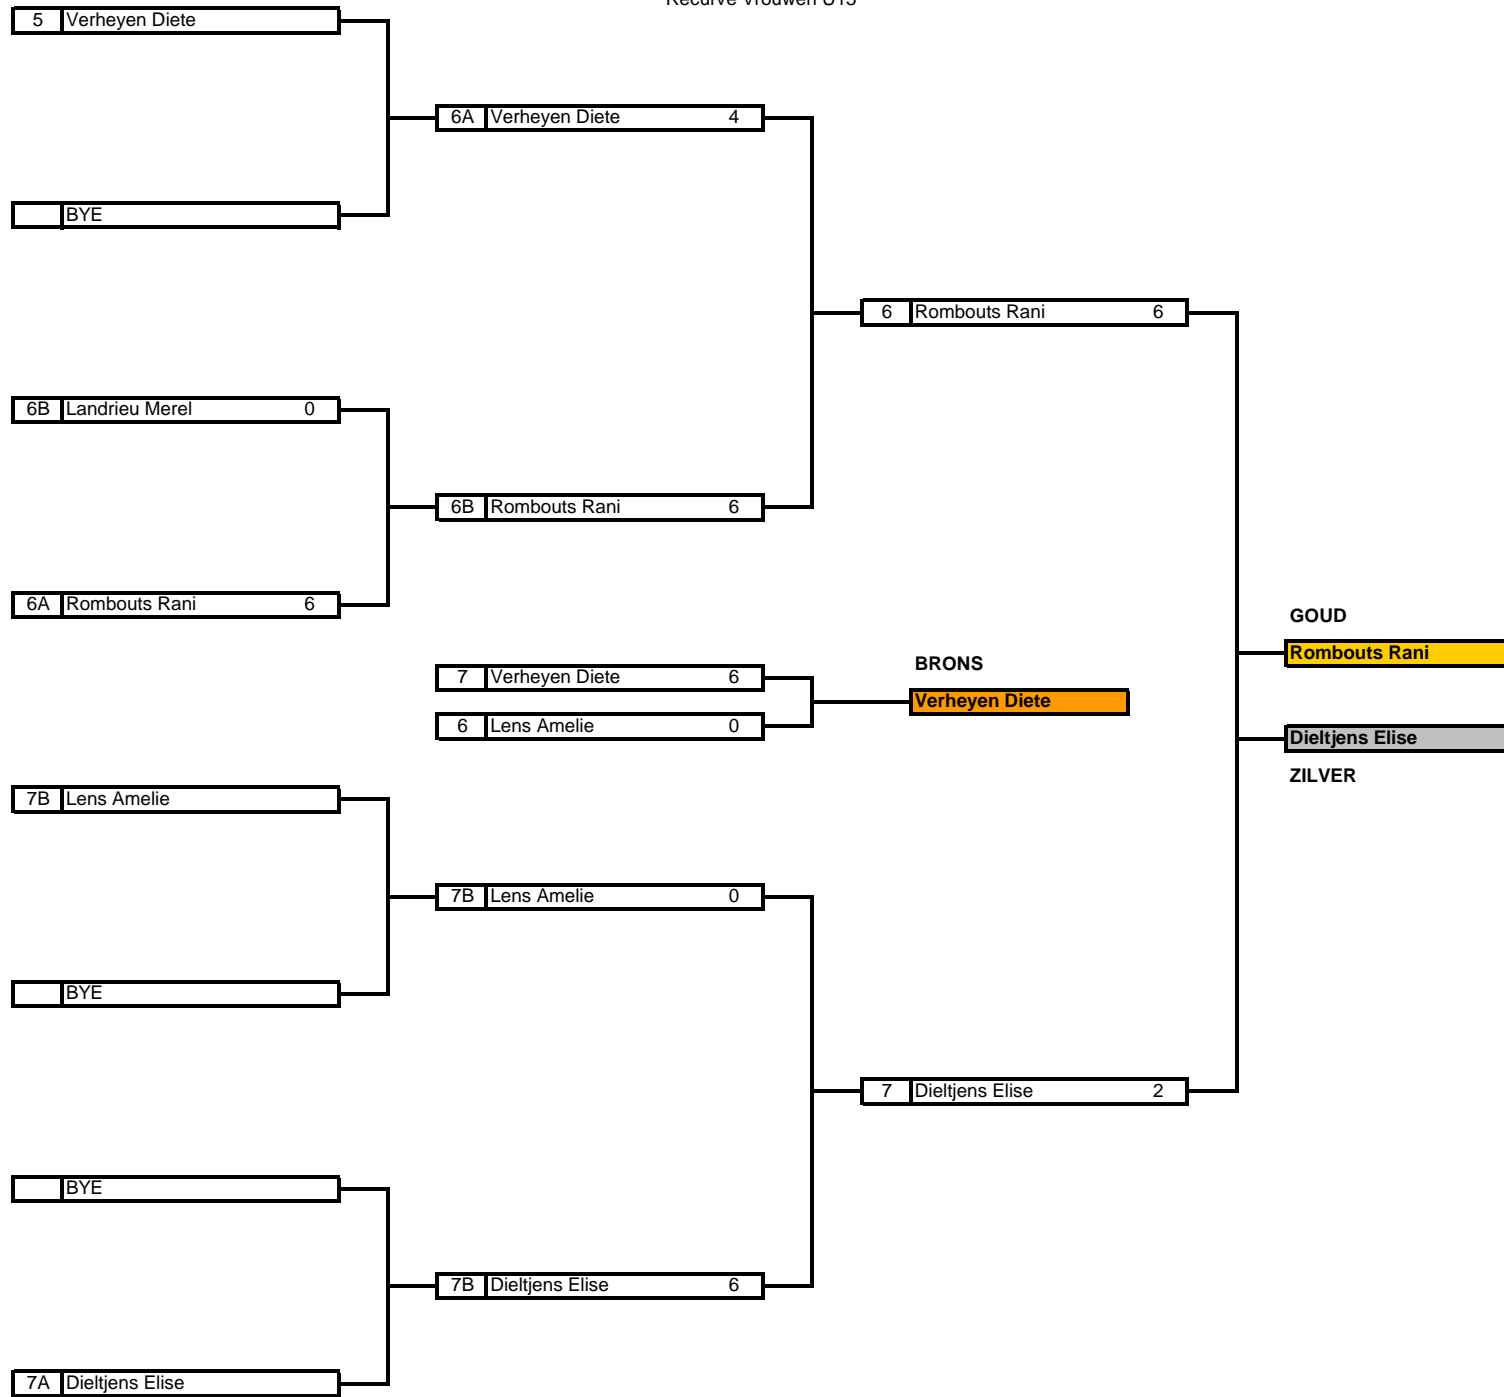 Recurve Vrouwen U15
5 Verheyen Diete
6A Verheyen Diete 4
BYE
6 Rombouts Rani 6
6B Landrieu Merel 0
6B Rombouts Rani 6
6A Rombouts Rani 6
GOUD
Rombouts Rani
BRONS
7 Verheyen Diete 6
Verheyen Diete
6 Lens Amelie 0
Dieltjens Elise
ZILVER
7B Lens Amelie
7B Lens Amelie 0
BYE
7 Dieltjens Elise 2
BYE
7B Dieltjens Elise 6
7A Dieltjens Elise